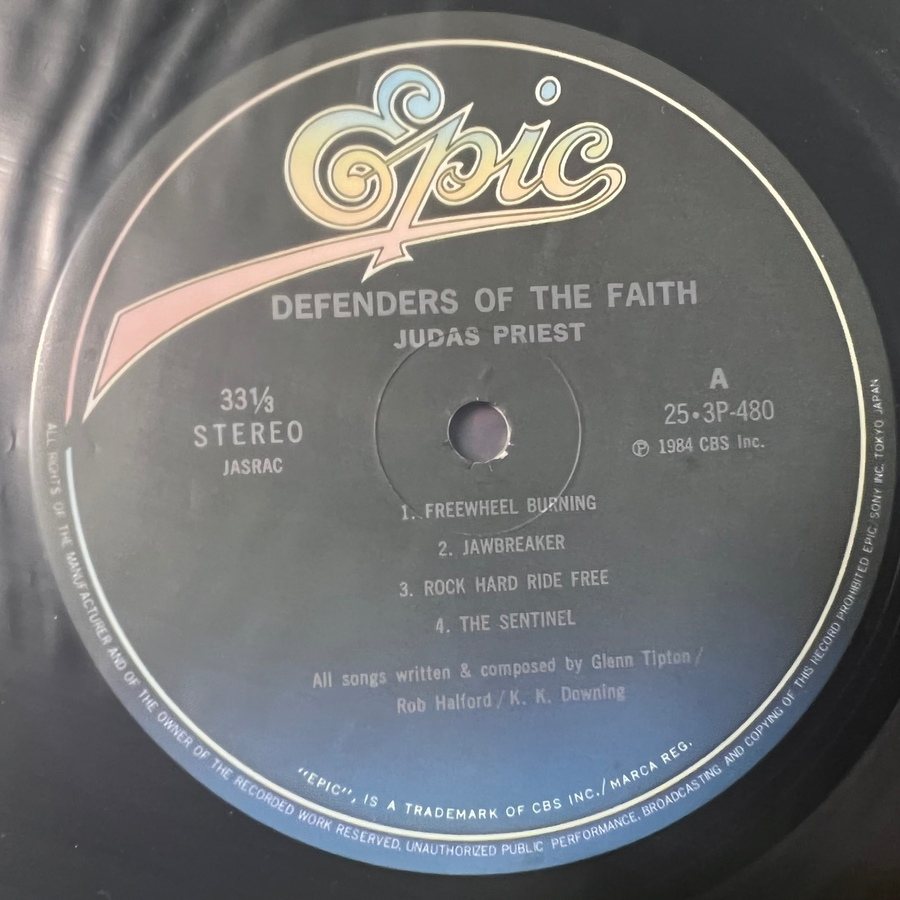 Epic
DEFENDERS OF THE FAITH
JUDAS PRIEST
33⅓
STEREO
JASRAC
A
25•3P-480
Ⓟ 1984 CBS Inc.
1. FREEWHEEL BURNING
2. JAWBREAKER
3. ROCK HARD RIDE FREE
4. THE SENTINEL
All songs written & composed by Glenn Tipton/
Rob Halford/K. K. Downing
"EPIC", IS A TRADEMARK OF CBS INC./MARCA REG.
ALL RIGHTS OF THE MANUFACTURER AND OF THE OWNER OF THE RECORDED WORK RESERVED. UNAUTHORIZED PUBLIC PERFORMANCE, BROADCASTING AND COPYING OF THIS RECORD PROHIBITED EPIC/SONY INC. TOKYO JAPAN